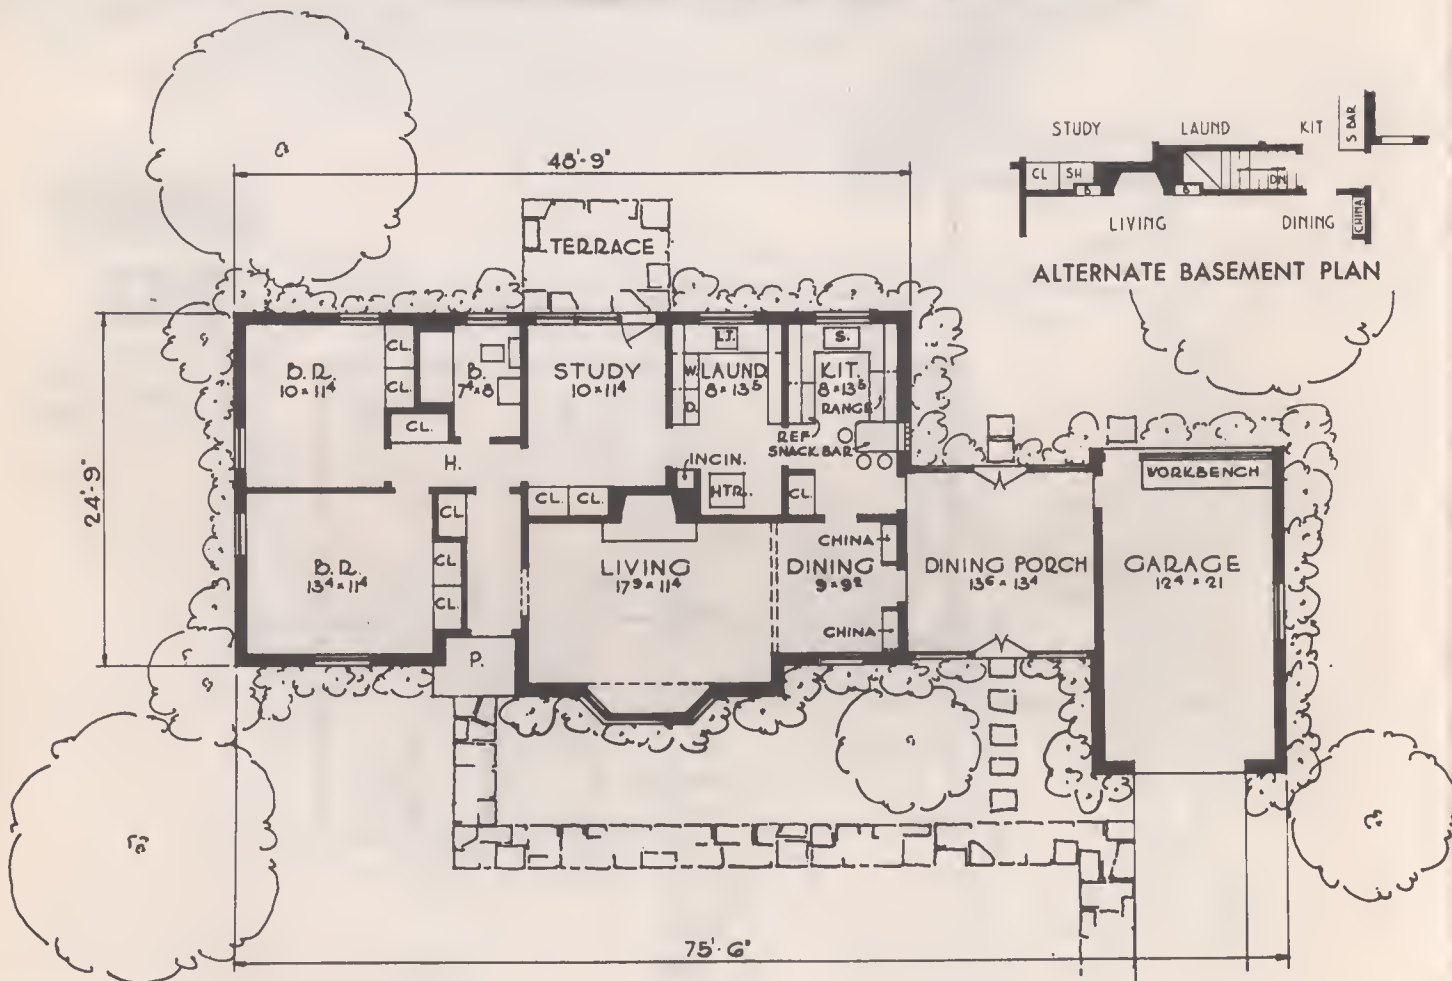 STUDY LAUND KIT S BAR
CL SH DN
B B
LIVING DINING CHINA
ALTERNATE BASEMENT PLAN
48'-9"
TERRACE
24'-9"
B.R.
10 x 11⁴
CL.
CL.
CL.
B.
7⁴ x 8
STUDY
10 x 11⁴
L.T.
W.
D.
LAUND
8 x 13⁵
S.
KIT.
8 x 13⁵
RANGE
REF
SNACK BAR
H.
INCIN.
HTR.
CL.
CL. CL.
CL.
CL.
CL.
B.R.
13⁴ x 11⁴
P.
LIVING
17⁹ x 11⁴
CHINA
DINING
9 x 9²
CHINA
DINING PORCH
13⁶ x 13⁴
WORKBENCH
GARAGE
12⁴ x 21
75'-6"